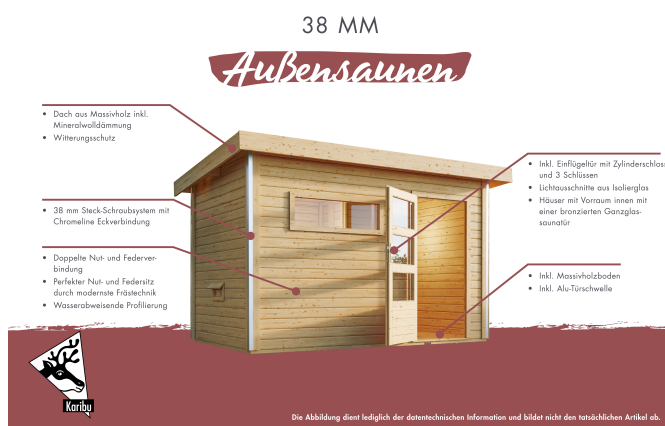 38 MM
Außensaunen
• Dach aus Massivholz inkl.
Mineralwolldämmung
• Witterungsschutz
• 38 mm Steck-Schraubsystem mit
Chromeline Eckverbindung
• Doppelte Nut- und Federver-
bindung
• Perfekter Nut- und Federsitz
durch modernste Frästechnik
• Wasserabweisende Profilierung
• Inkl. Einflügeltür mit Zylinderschloss
und 3 Schlüssen
• Lichtausschnitte aus Isolierglas
• Häuser mit Vorraum innen mit
einer bronzierten Ganzglas-
saunatür
• Inkl. Massivholzboden
• Inkl. Alu-Türschwelle
Karibu
Die Abbildung dient lediglich der datentechnischen Information und bildet nicht den tatsächlichen Artikel ab.